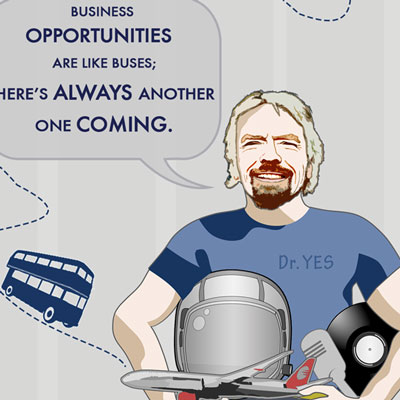 BUSINESS
OPPORTUNITIES
ARE LIKE BUSES;
HERE'S ALWAYS ANOTHER
ONE COMING.
Dr. YES